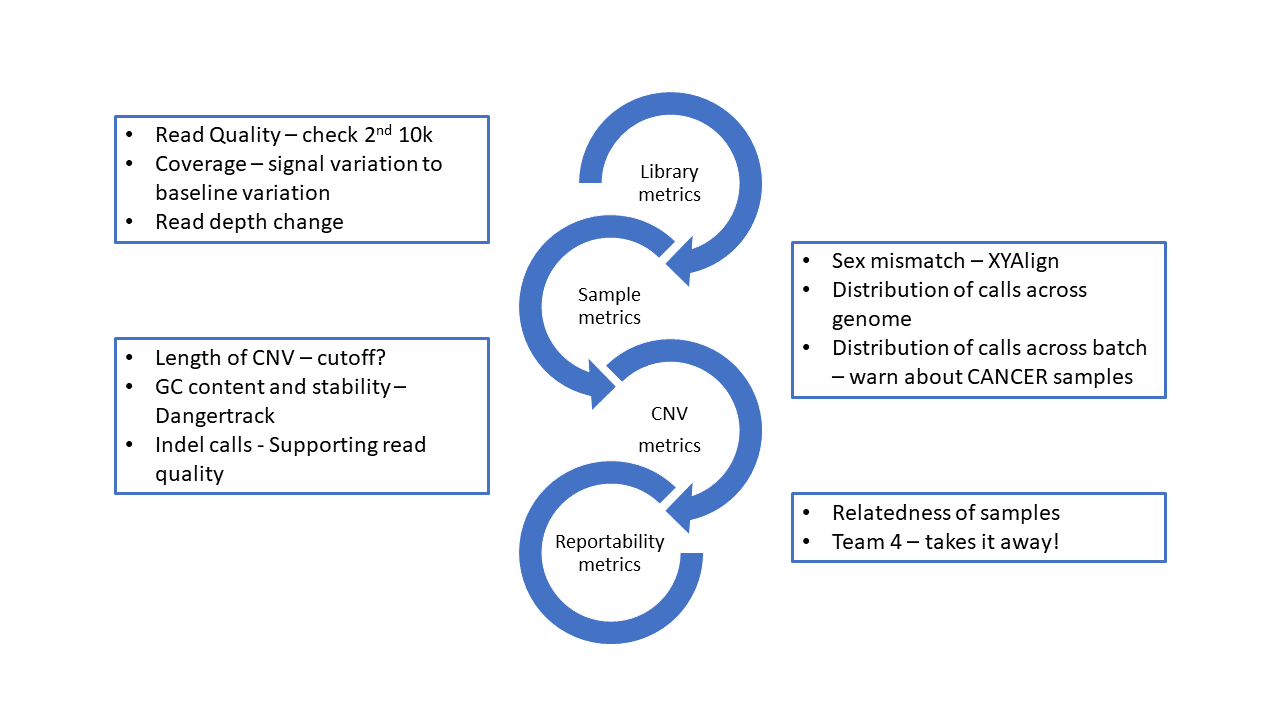 • Read Quality – check 2nd 10k
• Coverage – signal variation to
baseline variation
• Read depth change
Library
metrics
Sample
metrics
• Sex mismatch – XYAlign
• Distribution of calls across
genome
• Distribution of calls across batch
– warn about CANCER samples
• Length of CNV – cutoff?
• GC content and stability –
Dangertrack
• Indel calls - Supporting read
quality
CNV
metrics
Reportability
metrics
• Relatedness of samples
• Team 4 – takes it away!